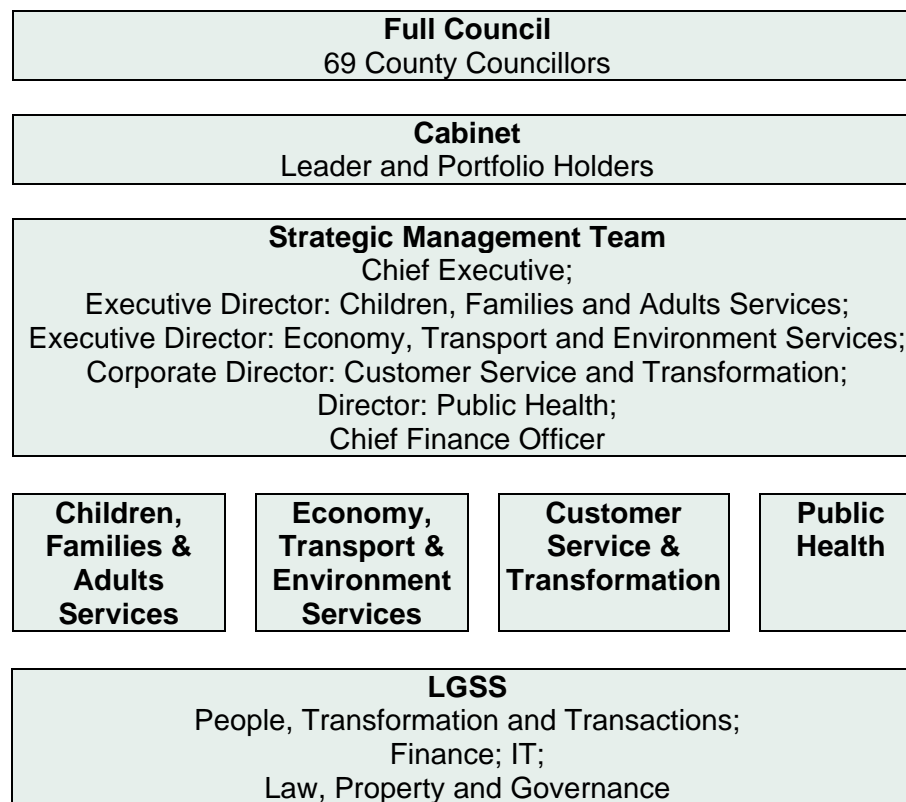 Full Council
69 County Councillors
Cabinet
Leader and Portfolio Holders
Strategic Management Team
Chief Executive;
Executive Director: Children, Families and Adults Services;
Executive Director: Economy, Transport and Environment Services;
Corporate Director: Customer Service and Transformation;
Director: Public Health;
Chief Finance Officer
Children,
Families &
Adults
Services
Economy,
Transport &
Environment
Services
Customer
Service &
Transformation
Public
Health
LGSS
People, Transformation and Transactions;
Finance; IT;
Law, Property and Governance